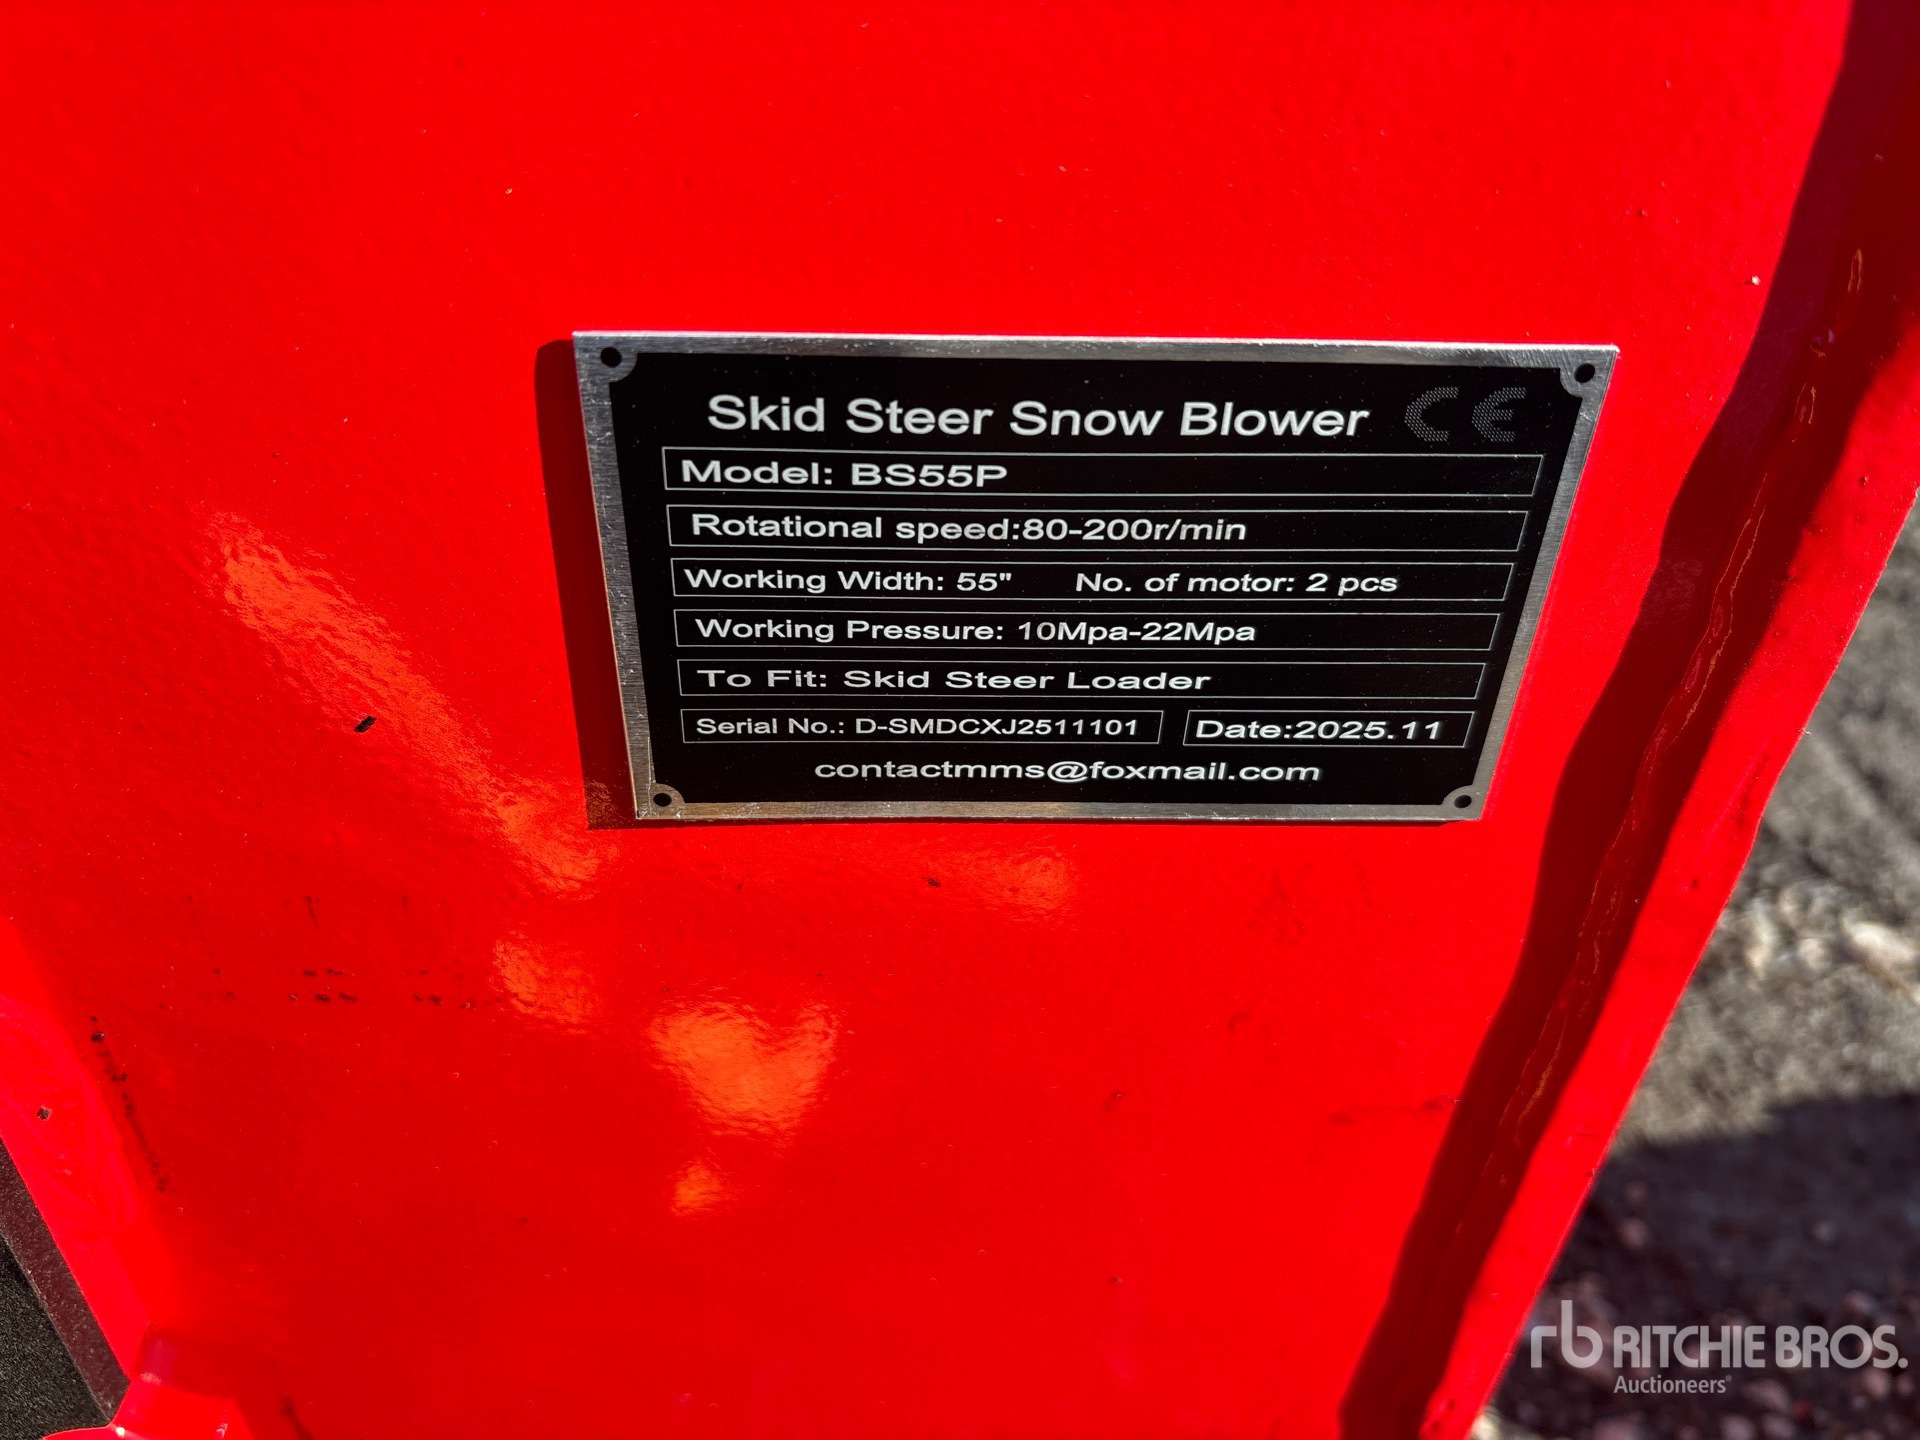 Skid Steer Snow Blower CE
Model: BS55P
Rotational speed:80-200r/min
Working Width: 55" No. of motor: 2 pcs
Working Pressure: 10Mpa-22Mpa
To Fit: Skid Steer Loader
Serial No.: D-SMDCXJ2511101 Date:2025.11
contactmms@foxmail.com
rb RITCHIE BROS.
Auctioneers®